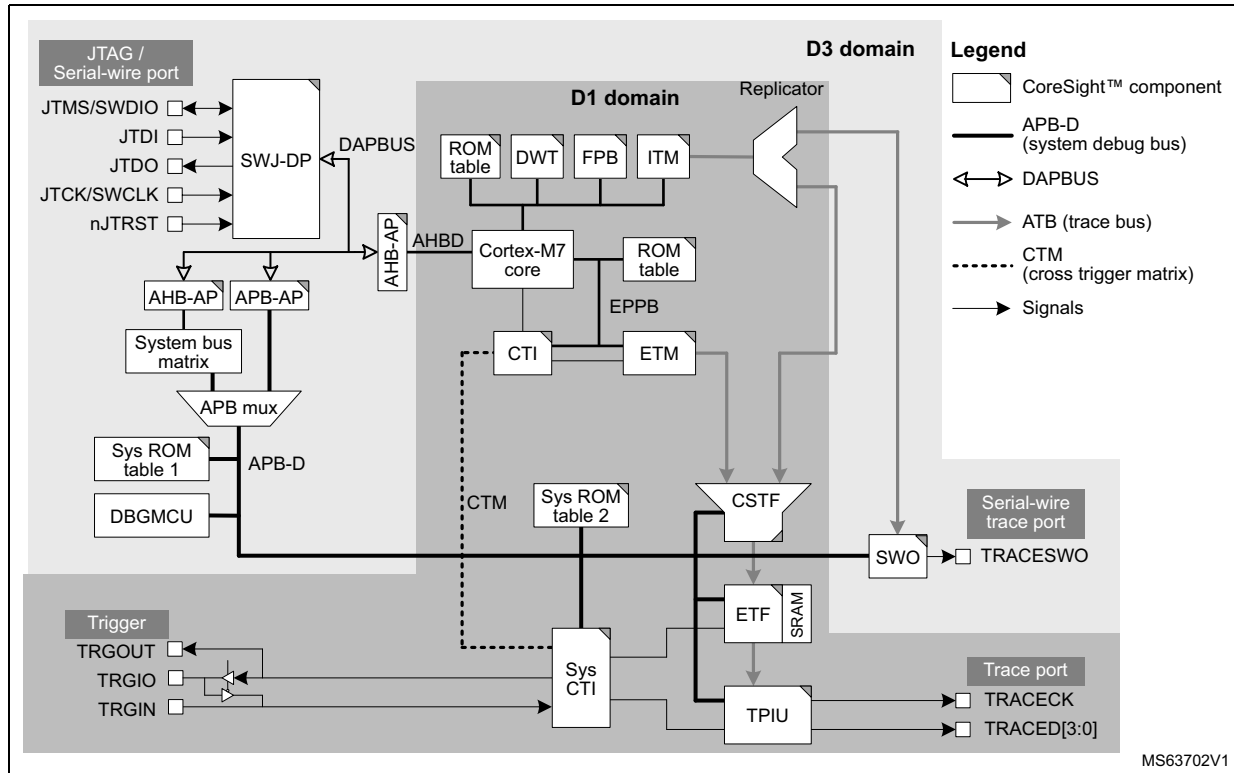 JTAG /
Serial-wire port
JTMS/SWDIO
JTDI
JTDO
JTCK/SWCLK
nJTRST
SWJ-DP
DAPBUS
D3 domain
D1 domain
Replicator
ROM
table
DWT
FPB
ITM
AHB-AP
AHBD
Cortex-M7
core
ROM
table
EPPB
AHB-AP
APB-AP
System bus
matrix
CTI
ETM
APB mux
Sys ROM
table 1
APB-D
DBGMCU
CTM
Sys ROM
table 2
CSTF
SWO
Serial-wire
trace port
TRACESWO
ETF
SRAM
Trigger
TRGOUT
TRGIO
TRGIN
Sys
CTI
TPIU
Trace port
TRACECK
TRACED[3:0]
Legend
CoreSight™ component
APB-D
(system debug bus)
DAPBUS
ATB (trace bus)
CTM
(cross trigger matrix)
Signals
MS63702V1